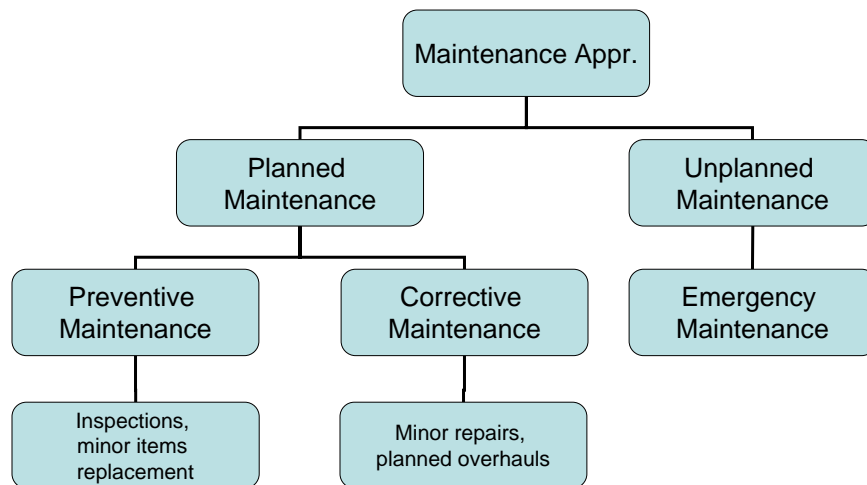 Maintenance Appr.
Planned
Maintenance
Unplanned
Maintenance
Preventive
Maintenance
Corrective
Maintenance
Emergency
Maintenance
Inspections,
minor items
replacement
Minor repairs,
planned overhauls